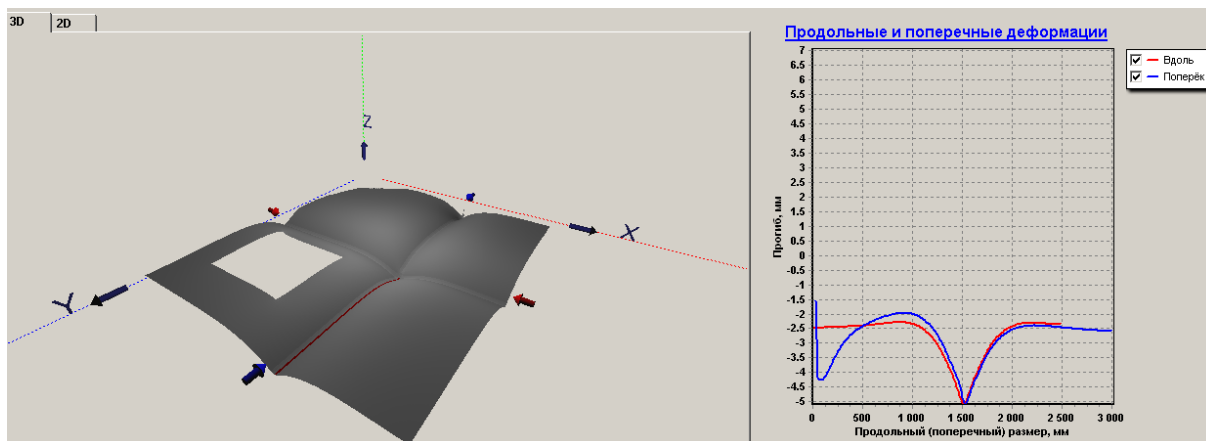 3D
2D
Z
X
Y
Продольные и поперечные деформации
Вдоль
Поперёк
Прогиб, мм
7
6.5
6
5.5
5
4.5
4
3.5
3
2.5
2
1.5
1
0.5
0
-0.5
-1
-1.5
-2
-2.5
-3
-3.5
-4
-4.5
-5
0 500 1 000 1 500 2 000 2 500 3 000
Продольный (поперечный) размер, мм